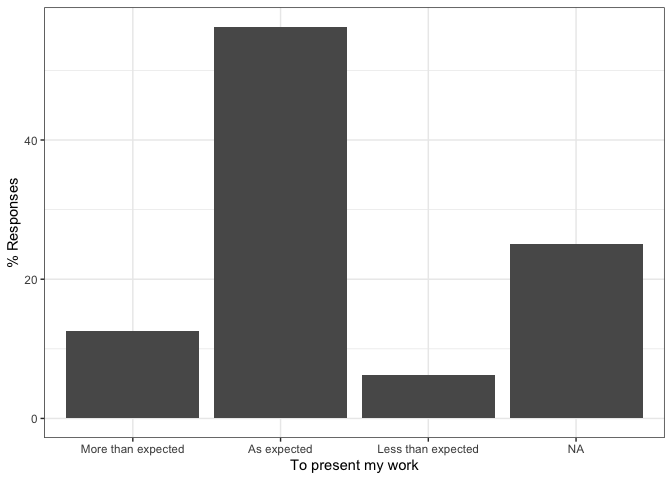 % Responses
40
20
0
More than expected
As expected
Less than expected
NA
To present my work